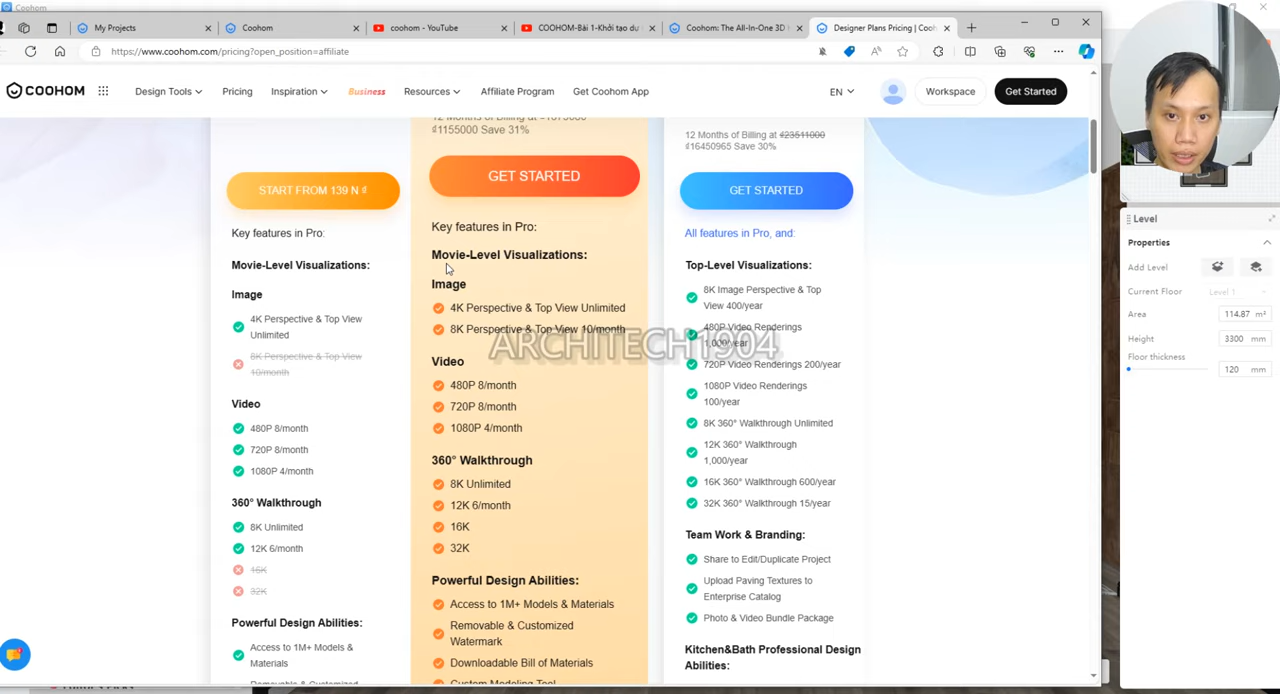 Coohom
My Projects
Coohom
coohom - YouTube
COOHOM-Bài 1-Khởi tạo dự
Coohom: The All-In-One 3D
Designer Plans Pricing | Cooh
https://www.coohom.com/pricing?open_position=affiliate
COOHOM
Design Tools
Pricing
Inspiration
Business
Resources
Affiliate Program
Get Coohom App
EN
Workspace
Get Started
START FROM 139 N ₫
Key features in Pro:
Movie-Level Visualizations:
Image
4K Perspective & Top View
Unlimited
8K Perspective & Top View
10/month
Video
480P 8/month
720P 8/month
1080P 4/month
360° Walkthrough
8K Unlimited
12K 6/month
16K
32K
Powerful Design Abilities:
Access to 1M+ Models &
Materials
₫1155000 Save 31%
GET STARTED
Key features in Pro:
Movie-Level Visualizations:
Image
4K Perspective & Top View Unlimited
8K Perspective & Top View 10/month
Video
480P 8/month
720P 8/month
1080P 4/month
360° Walkthrough
8K Unlimited
12K 6/month
16K
32K
Powerful Design Abilities:
Access to 1M+ Models & Materials
Removable & Customized
Watermark
Downloadable Bill of Materials
Custom Modeling Tool
12 Months of Billing at ₫23511000
₫16450965 Save 30%
GET STARTED
All features in Pro, and:
Top-Level Visualizations:
8K Image Perspective & Top
View 400/year
480P Video Renderings
1,000/year
720P Video Renderings 200/year
1080P Video Renderings
100/year
8K 360° Walkthrough Unlimited
12K 360° Walkthrough
1,000/year
16K 360° Walkthrough 600/year
32K 360° Walkthrough 15/year
Team Work & Branding:
Share to Edit/Duplicate Project
Upload Paving Textures to
Enterprise Catalog
Photo & Video Bundle Package
Kitchen&Bath Professional Design
Abilities:
ARCHITECH1904
Level
Properties
Add Level
Current Floor Level 1
Area 114.87 m²
Height 3300 mm
Floor thickness
120 mm